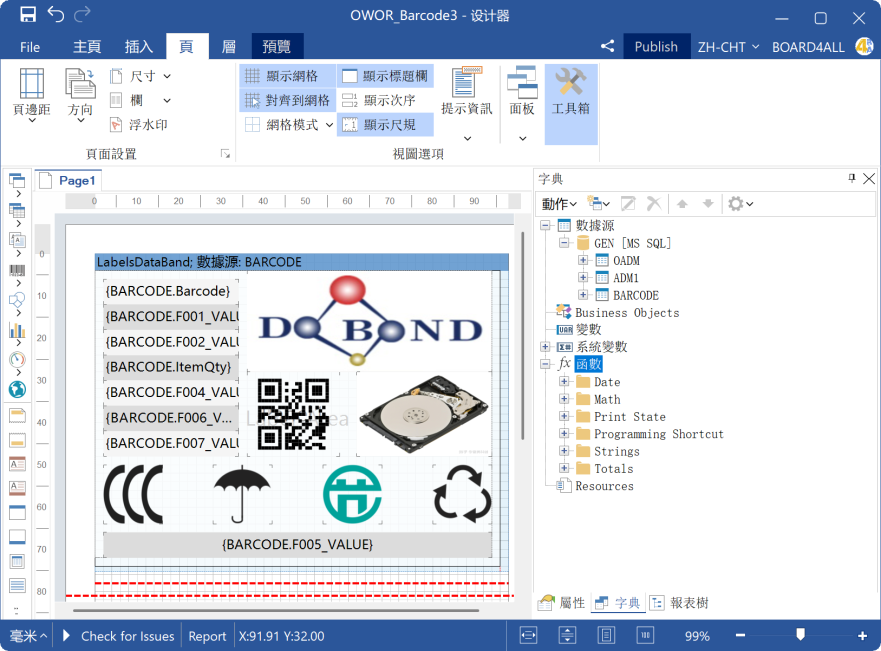 OWOR_Barcode3 - 设计器
File 主頁 插入 頁 層 預覽 Publish ZH-CHT BOARD4ALL
頁邊距
方向
尺寸
欄
浮水印
頁面設置
顯示網格
對齊到網格
網格模式
顯示標題欄
顯示次序
顯示尺規
提示資訊
視圖選項
面板
工具箱
Page1
0 10 20 30 40 50 60 70 80 90
0
10
20
30
40
50
60
70
80
LabelsDataBand; 數據源: BARCODE
{BARCODE.Barcode}
{BARCODE.F001_VALU
{BARCODE.F002_VALU
{BARCODE.ItemQty}
{BARCODE.F004_VALU
{BARCODE.F006_V...
{BARCODE.F007_VALU
DO BOND
{BARCODE.F005_VALUE}
字典
動作
數據源
GEN [MS SQL]
OADM
ADM1
BARCODE
Business Objects
變數
系統變數
fx 函數
Date
Math
Print State
Programming Shortcut
Strings
Totals
Resources
屬性 字典 報表樹
毫米 Check for Issues Report X:91.91 Y:32.00 100 99%